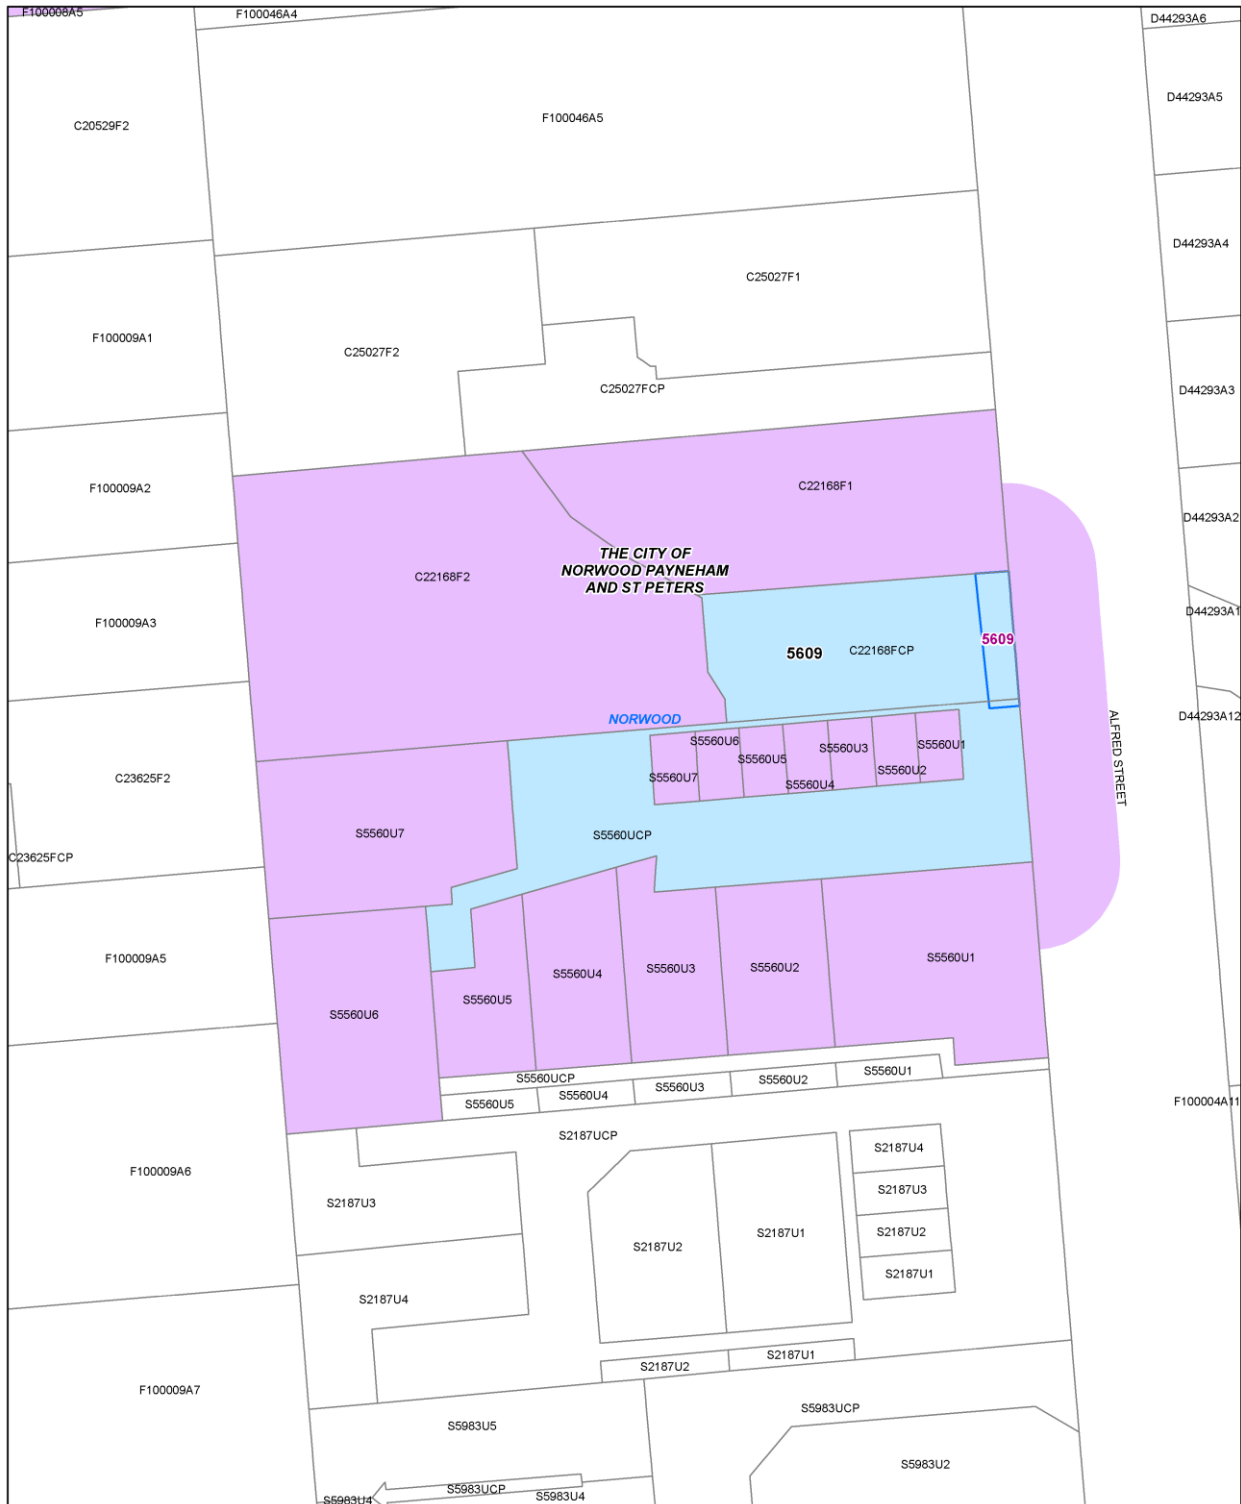 F100008A5
F100046A4
D44293A6
D44293A5
C20529F2
F100046A5
D44293A4
C25027F1
F100009A1
C25027F2
C25027FCP
D44293A3
F100009A2
C22168F1
D44293A2
THE CITY OF
NORWOOD PAYNEHAM
AND ST PETERS
C22168F2
D44293A1
F100009A3
5609
C22168FCP
5609
NORWOOD
D44293A12
ALFRED STREET
S5560U6
S5560U3
S5560U1
S5560U5
S5560U2
S5560U7
S5560U4
C23625F2
S5560U7
S5560UCP
C23625FCP
F100009A5
S5560U6
S5560U5
S5560U4
S5560U3
S5560U2
S5560U1
S5560UCP
S5560U5
S5560U4
S5560U3
S5560U2
S5560U1
F100004A11
S2187UCP
F100009A6
S2187U3
S2187U4
S2187U3
S2187U2
S2187U1
S2187U2
S2187U1
S2187U4
S2187U2
S2187U1
F100009A7
S5983UCP
S5983U5
S5983U2
S5983UCP
S5983U4
S5983U4